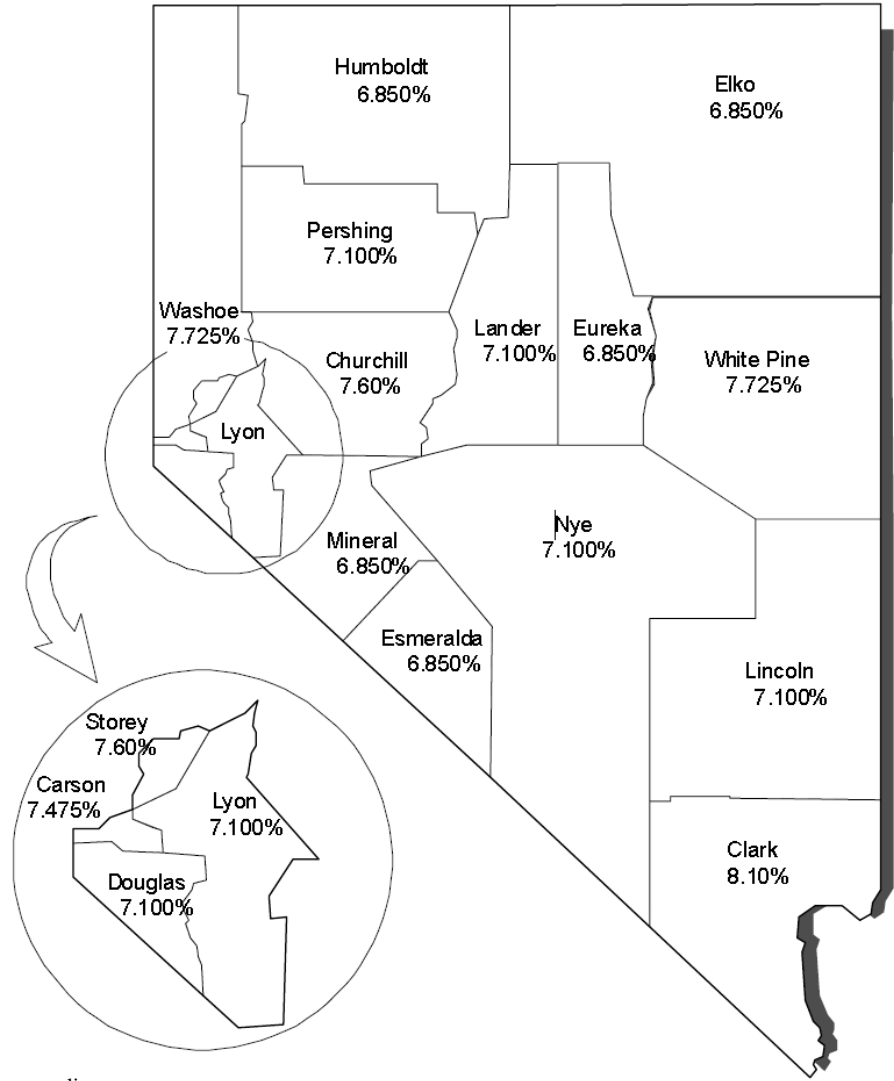 Humboldt
6.850%
Elko
6.850%
Pershing
7.100%
Washoe
7.725%
Churchill
7.60%
Lander
7.100%
Eureka
6.850%
White Pine
7.725%
Lyon
Mineral
6.850%
Nye
7.100%
Esmeralda
6.850%
Lincoln
7.100%
Storey
7.60%
Carson
7.475%
Lyon
7.100%
Douglas
7.100%
Clark
8.10%